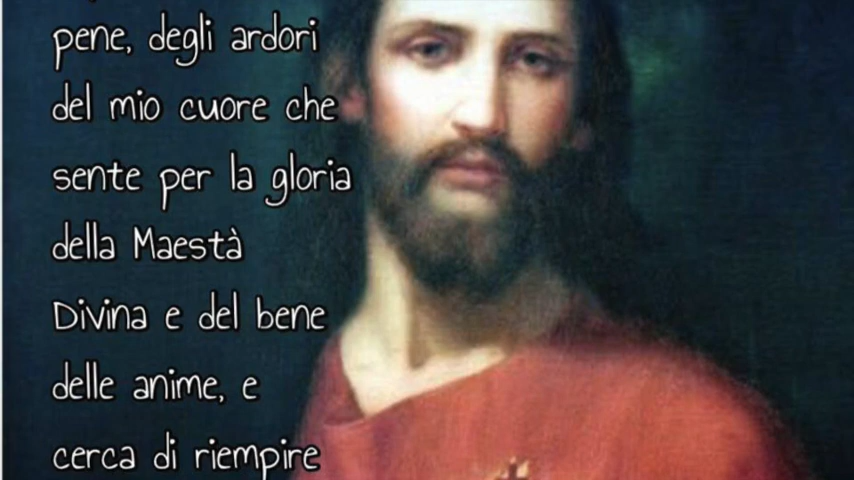 pene, degli ardori
del mio cuore che
sente per la gloria
della Maestà
Divina e del bene
delle anime, e
cerca di riempire